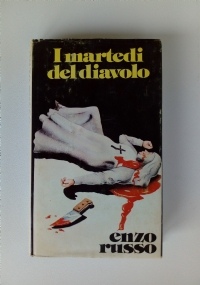 I martedì
del diavolo
enzo
russo